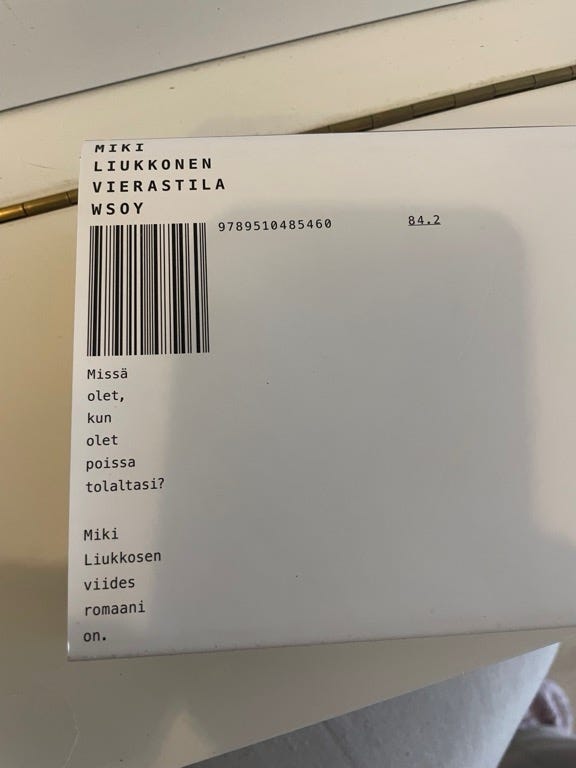 MIKI
LIUKKONEN
VIERASTILA
WSOY
9789510485460 84.2
Missä
olet,
kun
olet
poissa
tolaltasi?
Miki
Liukkosen
viides
romaani
on.